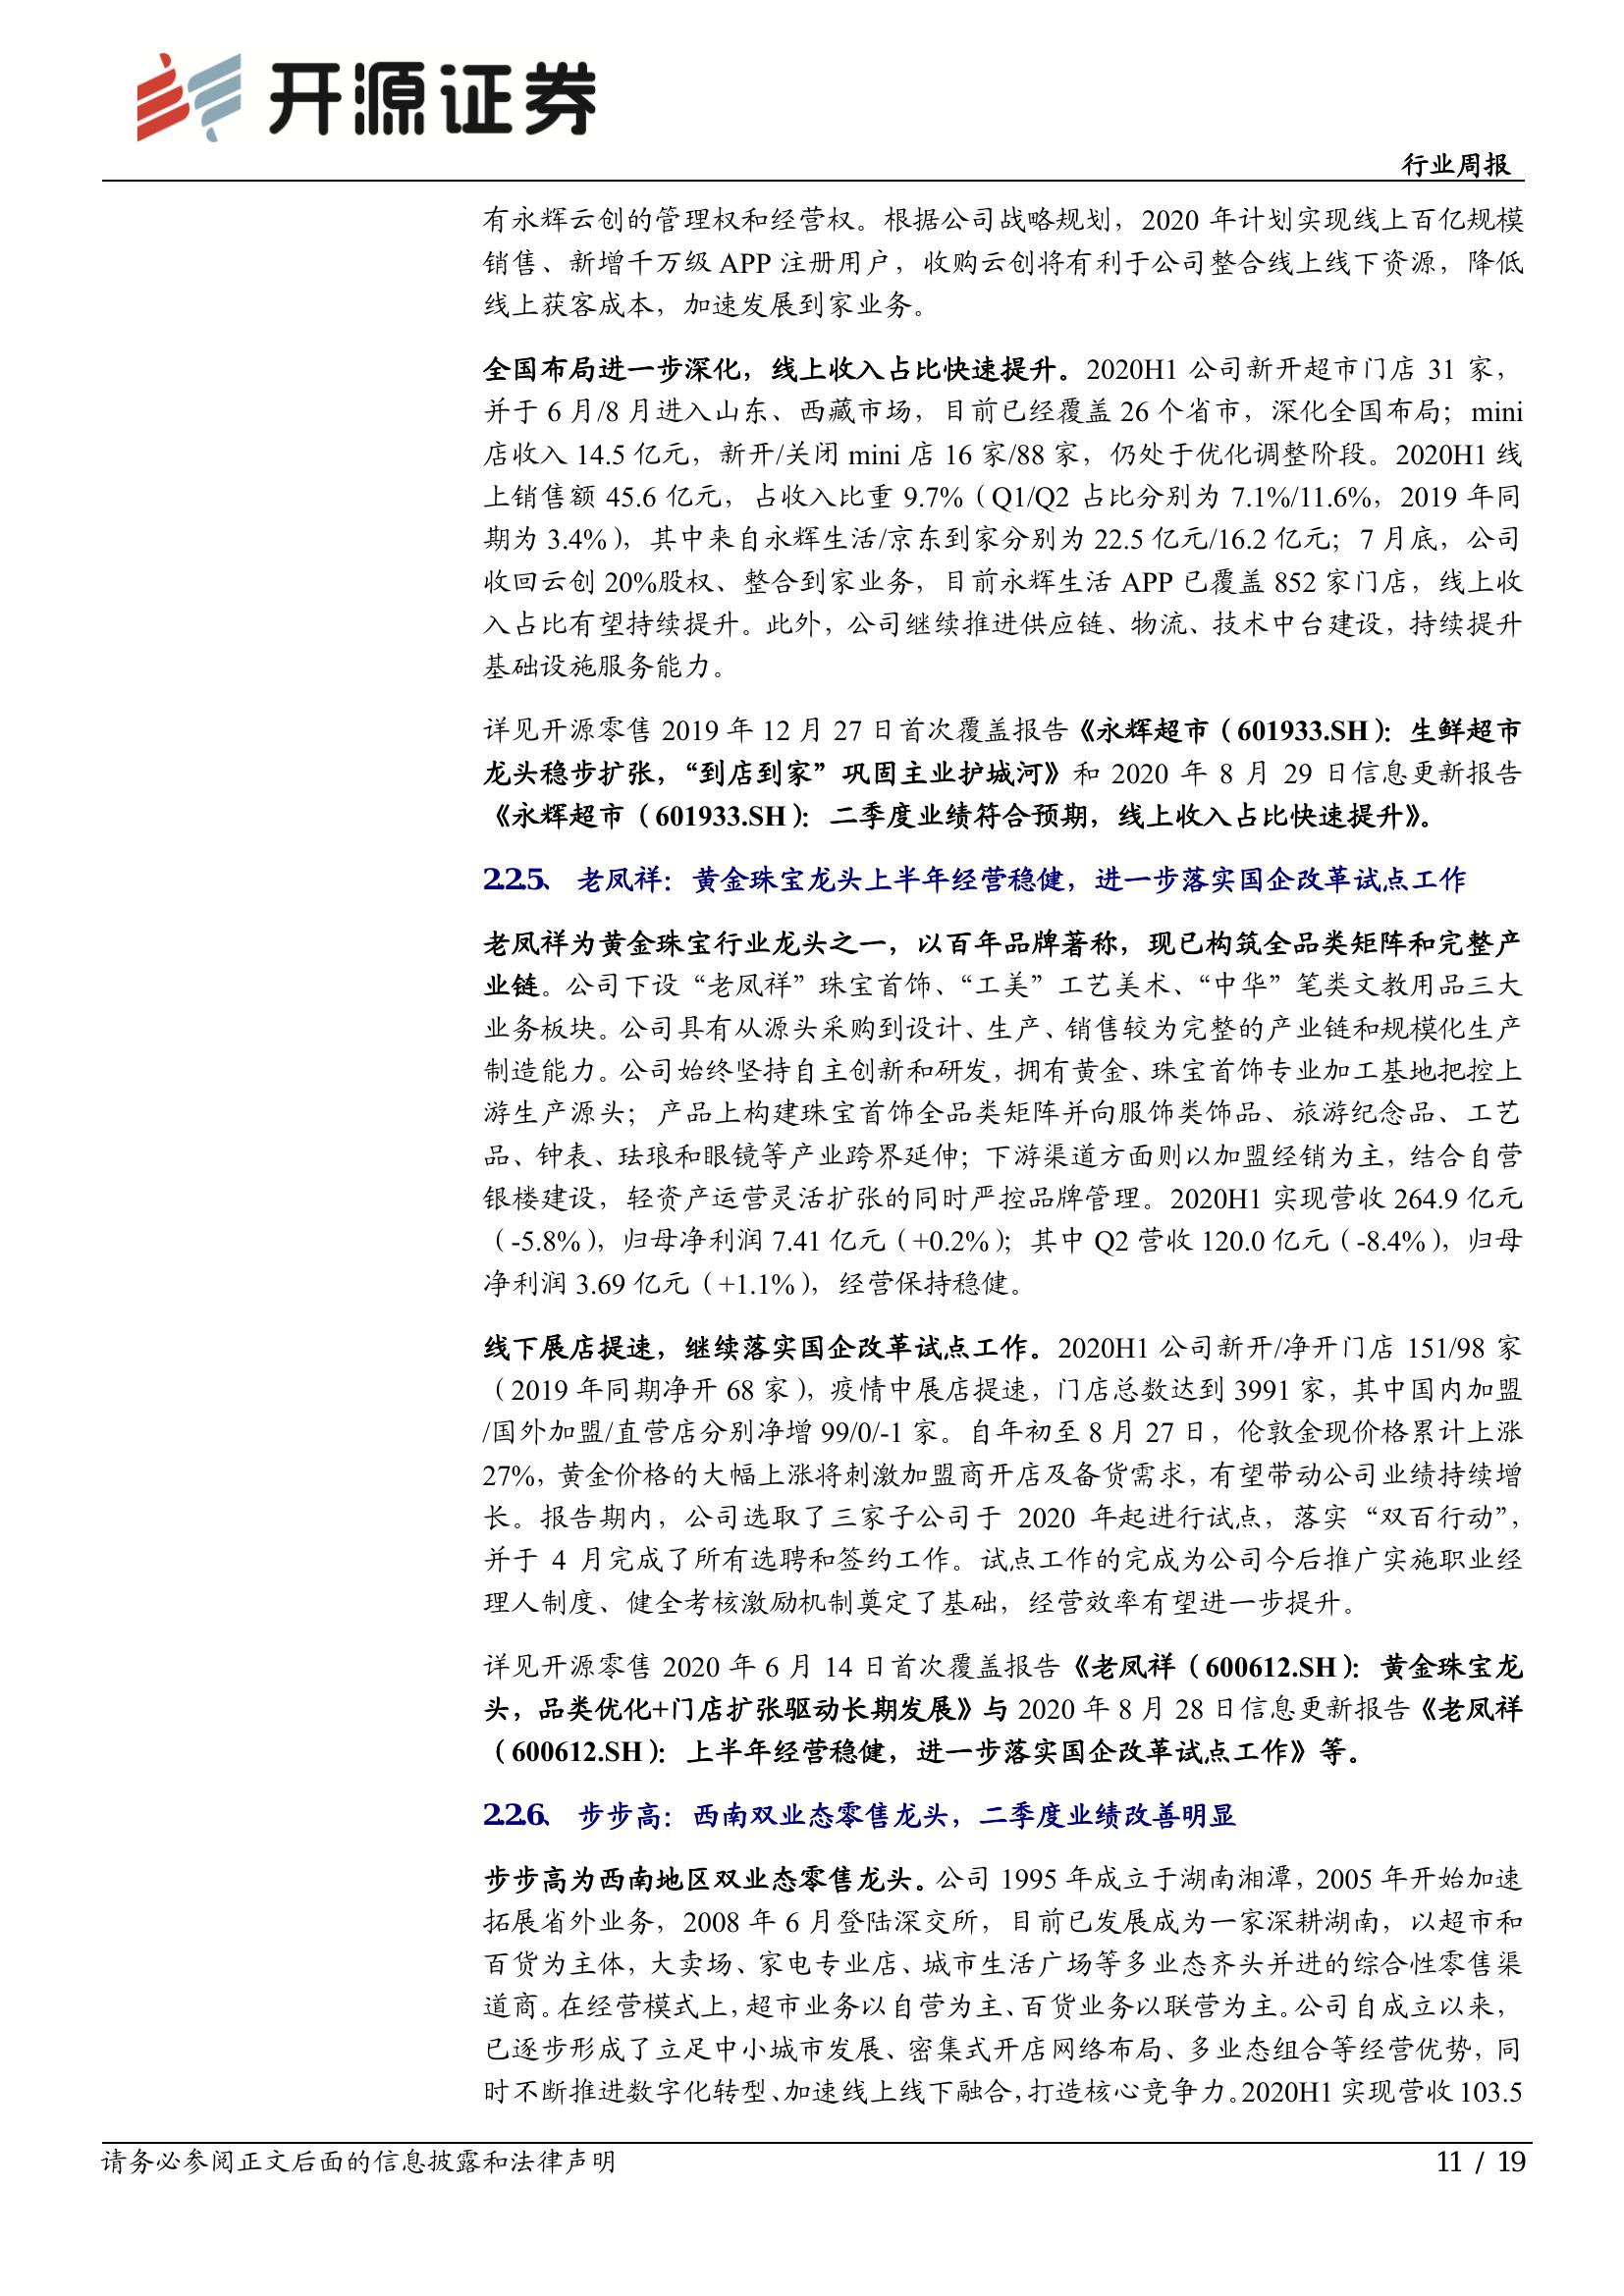 开源证券
行业周报
有永辉云创的管理权和经营权。根据公司战略规划，2020 年计划实现线上百亿规模
销售、新增千万级 APP 注册用户，收购云创将有利于公司整合线上线下资源，降低
线上获客成本，加速发展到家业务。
全国布局进一步深化，线上收入占比快速提升。2020H1 公司新开超市门店 31 家，
并于 6 月/8 月进入山东、西藏市场，目前已经覆盖 26 个省市，深化全国布局；mini
店收入 14.5 亿元，新开/关闭 mini 店 16 家/88 家，仍处于优化调整阶段。2020H1 线
上销售额 45.6 亿元，占收入比重 9.7%（Q1/Q2 占比分别为 7.1%/11.6%，2019 年同
期为 3.4%），其中来自永辉生活/京东到家分别为 22.5 亿元/16.2 亿元；7 月底，公司
收回云创 20%股权、整合到家业务，目前永辉生活 APP 已覆盖 852 家门店，线上收
入占比有望持续提升。此外，公司继续推进供应链、物流、技术中台建设，持续提升
基础设施服务能力。
详见开源零售 2019 年 12 月 27 日首次覆盖报告《永辉超市（601933.SH）：生鲜超市
龙头稳步扩张，“到店到家”巩固主业护城河》和 2020 年 8 月 29 日信息更新报告
《永辉超市（601933.SH）：二季度业绩符合预期，线上收入占比快速提升》。
2.2.5、 老凤祥：黄金珠宝龙头上半年经营稳健，进一步落实国企改革试点工作
老凤祥为黄金珠宝行业龙头之一，以百年品牌著称，现已构筑全品类矩阵和完整产
业链。公司下设“老凤祥”珠宝首饰、“工美”工艺美术、“中华”笔类文教用品三大
业务板块。公司具有从源头采购到设计、生产、销售较为完整的产业链和规模化生产
制造能力。公司始终坚持自主创新和研发，拥有黄金、珠宝首饰专业加工基地把控上
游生产源头；产品上构建珠宝首饰全品类矩阵并向服饰类饰品、旅游纪念品、工艺
品、钟表、珐琅和眼镜等产业跨界延伸；下游渠道方面则以加盟经销为主，结合自营
银楼建设，轻资产运营灵活扩张的同时严控品牌管理。2020H1 实现营收 264.9 亿元
（-5.8%），归母净利润 7.41 亿元（+0.2%）；其中 Q2 营收 120.0 亿元（-8.4%），归母
净利润 3.69 亿元（+1.1%），经营保持稳健。
线下展店提速，继续落实国企改革试点工作。2020H1 公司新开/净开门店 151/98 家
（2019 年同期净开 68 家），疫情中展店提速，门店总数达到 3991 家，其中国内加盟
/国外加盟/直营店分别净增 99/0/-1 家。自年初至 8 月 27 日，伦敦金现价格累计上涨
27%，黄金价格的大幅上涨将刺激加盟商开店及备货需求，有望带动公司业绩持续增
长。报告期内，公司选取了三家子公司于 2020 年起进行试点，落实“双百行动”，
并于 4 月完成了所有选聘和签约工作。试点工作的完成为公司今后推广实施职业经
理人制度、健全考核激励机制奠定了基础，经营效率有望进一步提升。
详见开源零售 2020 年 6 月 14 日首次覆盖报告《老凤祥（600612.SH）：黄金珠宝龙
头，品类优化+门店扩张驱动长期发展》与 2020 年 8 月 28 日信息更新报告《老凤祥
（600612.SH）：上半年经营稳健，进一步落实国企改革试点工作》等。
2.2.6、 步步高：西南双业态零售龙头，二季度业绩改善明显
步步高为西南地区双业态零售龙头。公司 1995 年成立于湖南湘潭，2005 年开始加速
拓展省外业务，2008 年 6 月登陆深交所，目前已发展成为一家深耕湖南，以超市和
百货为主体，大卖场、家电专业店、城市生活广场等多业态齐头并进的综合性零售渠
道商。在经营模式上，超市业务以自营为主、百货业务以联营为主。公司自成立以来，
已逐步形成了立足中小城市发展、密集式开店网络布局、多业态组合等经营优势，同
时不断推进数字化转型、加速线上线下融合，打造核心竞争力。2020H1 实现营收 103.5
请务必参阅正文后面的信息披露和法律声明
11 / 19